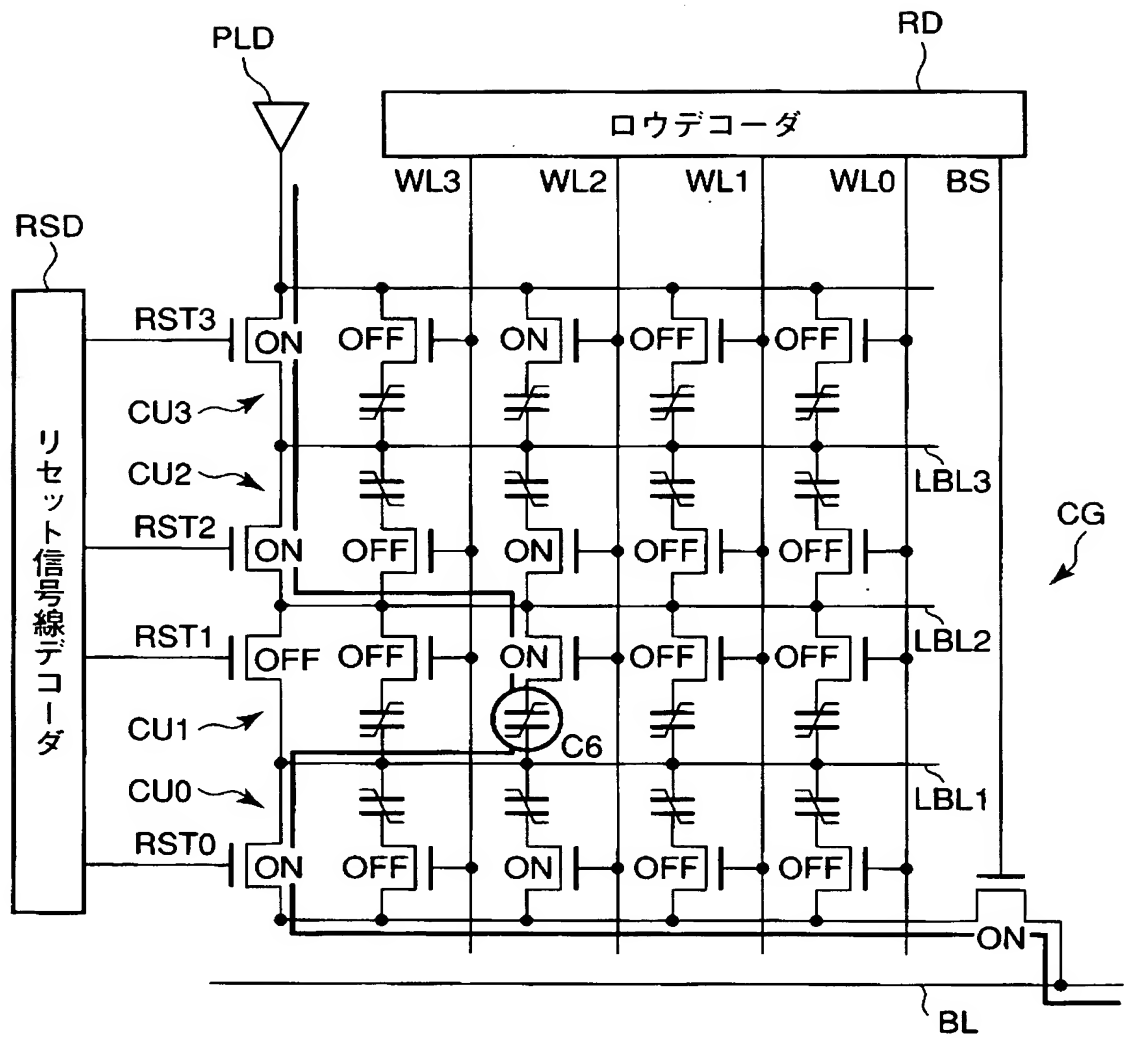 PLD
RD
ロウデコーダ
WL3 WL2 WL1 WL0 BS
RSD
リセット信号線デコーダ
RST3 ON OFF ON OFF OFF
CU3
CU2
LBL3
CG
RST2 ON OFF ON OFF OFF
RST1 OFF OFF ON OFF OFF
LBL2
CU1
C6
CU0
LBL1
RST0 ON OFF ON OFF OFF
ON
BL